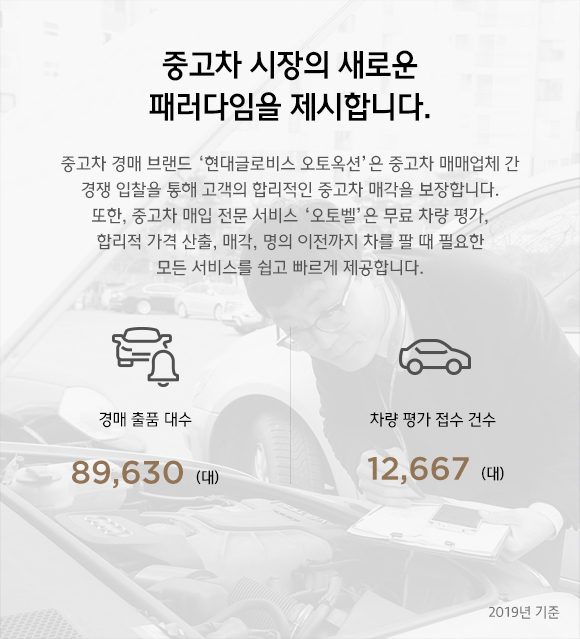 중고차 시장의 새로운
패러다임을 제시합니다.
중고차 경매 브랜드 ‘현대글로비스 오토옥션’은 중고차 매매업체 간
경쟁 입찰을 통해 고객의 합리적인 중고차 매각을 보장합니다.
또한, 중고차 매입 전문 서비스 ‘오토벨’은 무료 차량 평가,
합리적 가격 산출, 매각, 명의 이전까지 차를 팔 때 필요한
모든 서비스를 쉽고 빠르게 제공합니다.
경매 출품 대수
89,630 (대)
차량 평가 접수 건수
12,667 (대)
2019년 기준